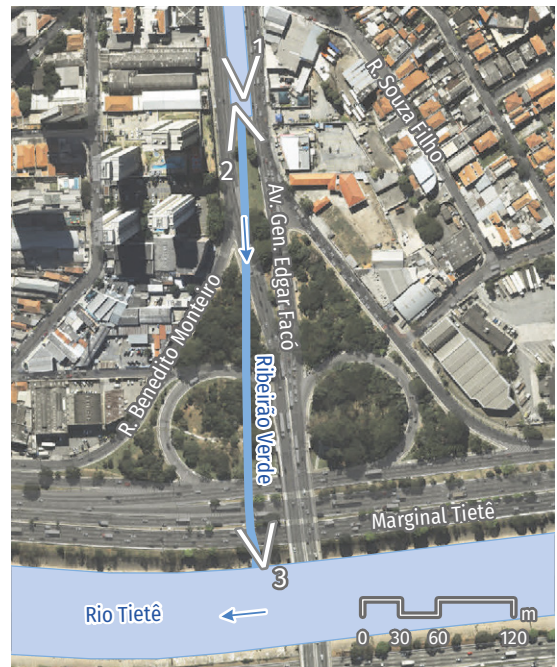 1
R. Souza Filho
2
Av. Gen. Edgar Facó
R. Benedito Monteiro
Ribeirão Verde
Marginal Tietê
3
Rio Tietê
m
0 30 60 120